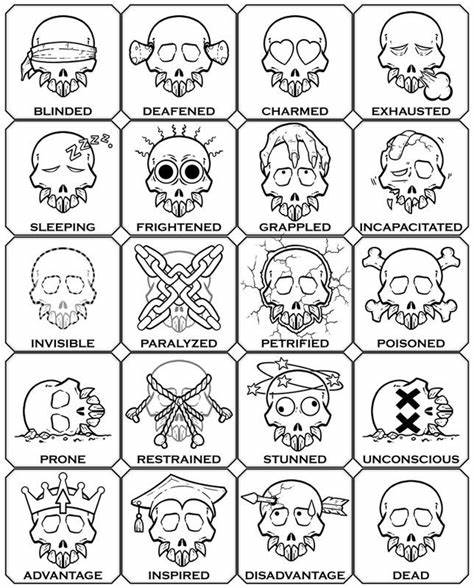 BLINDED
DEAFENED
CHARMED
EXHAUSTED
ZZZZ.
SLEEPING
FRIGHTENED
GRAPPLED
INCAPACITATED
INVISIBLE
PARALYZED
PETRIFIED
POISONED
PRONE
RESTRAINED
STUNNED
UNCONSCIOUS
ADVANTAGE
INSPIRED
DISADVANTAGE
DEAD